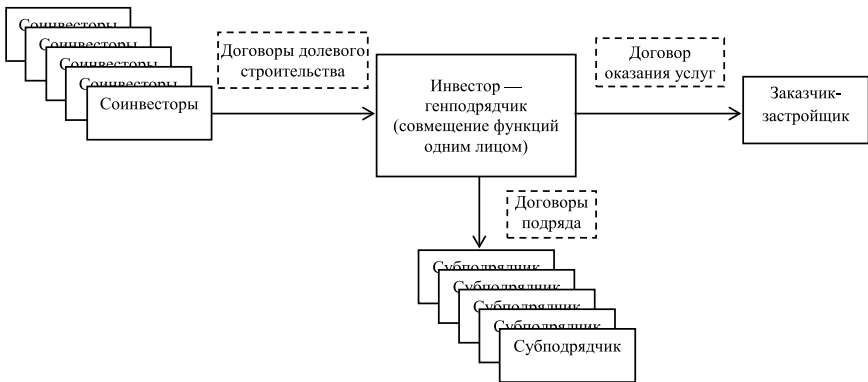 Соинвесторы
Соинвесторы
Соинвесторы
Соинвесторы
Соинвесторы
Договоры долевого
строительства
Инвестор —
генподрядчик
(совмещение функций
одним лицом)
Договор
оказания услуг
Заказчик-
застройщик
Договоры
подряда
Субподрядчик
Субподрядчик
Субподрядчик
Субподрядчик
Субподрядчик